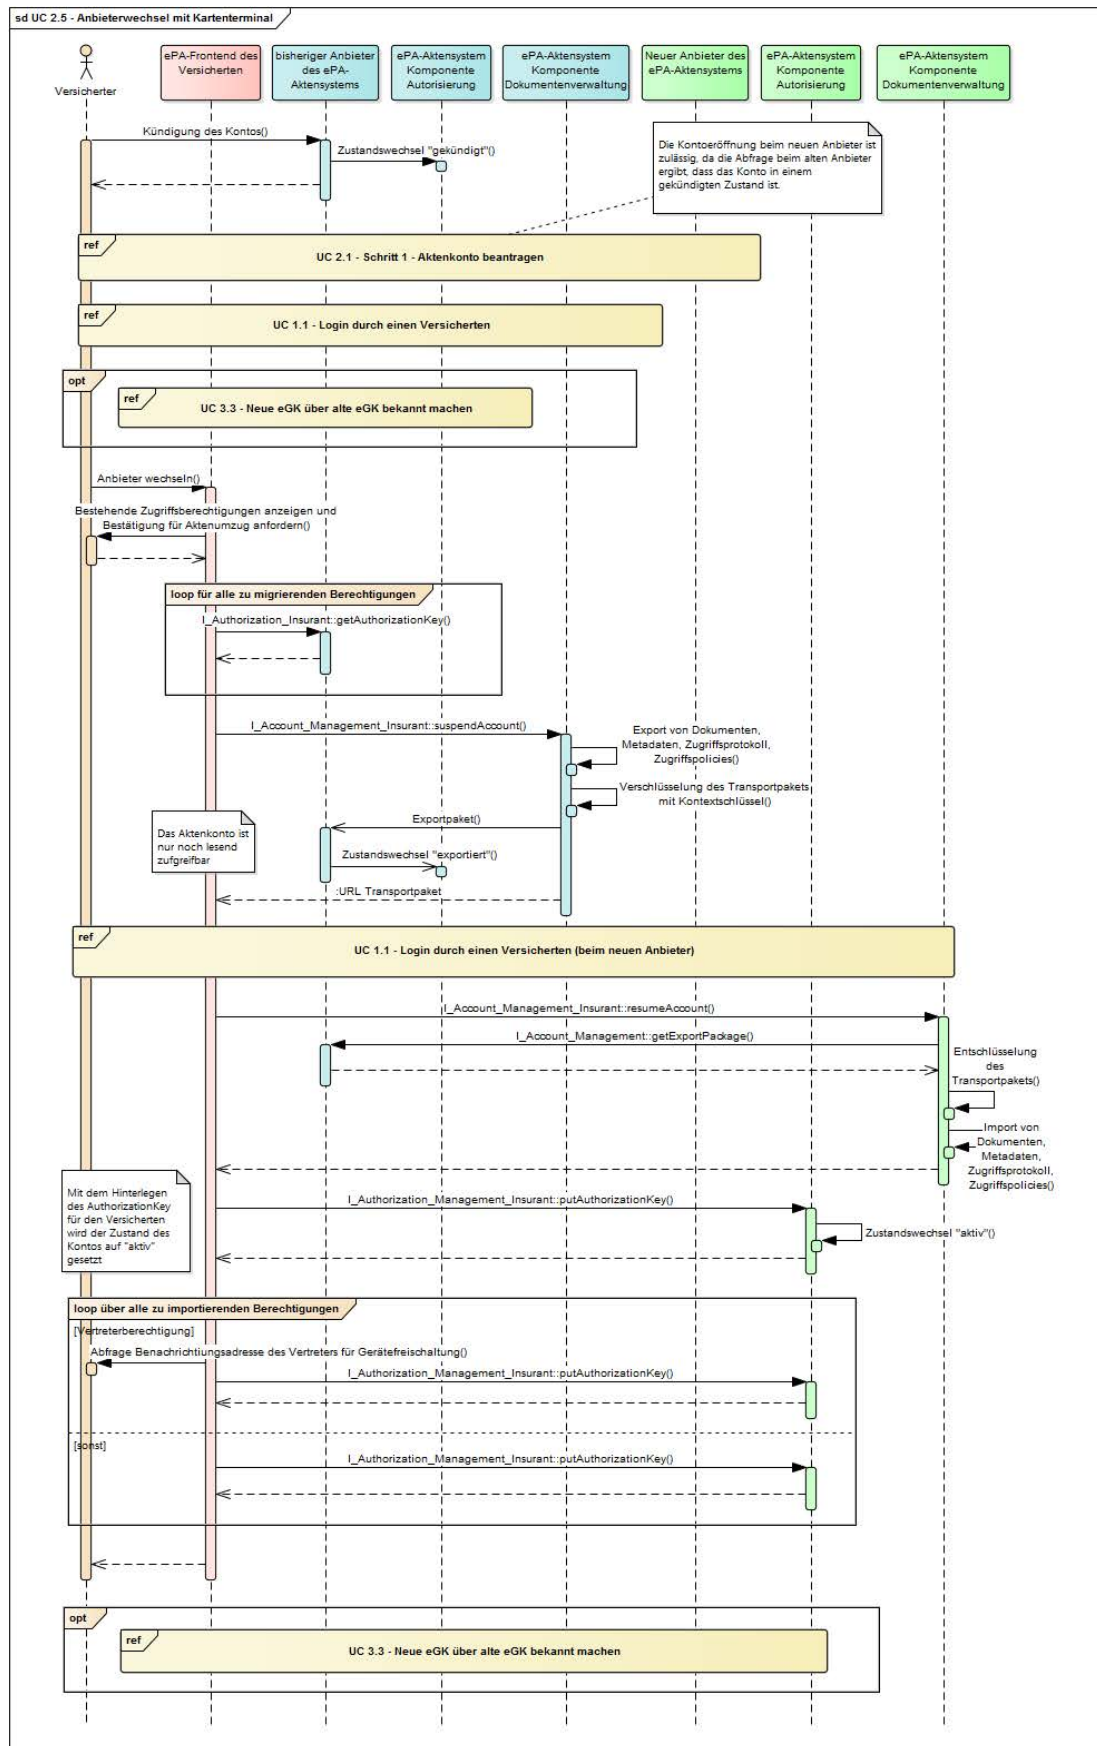 sd UC 2.5 - Anbieterwechsel mit Kartenterminal
Versicherter
ePA-Frontend des
Versicherten
bisheriger Anbieter
des ePA-
Aktensystems
ePA-Aktensystem
Komponente
Autorisierung
ePA-Aktensystem
Komponente
Dokumentenverwaltung
Neuer Anbieter des
ePA-Aktensystems
ePA-Aktensystem
Komponente
Autorisierung
ePA-Aktensystem
Komponente
Dokumentenverwaltung
Kündigung des Kontos()
Zustandswechsel "gekündigt"()
Die Kontoeröffnung beim neuen Anbieter ist
zulässig, da die Abfrage beim alten Anbieter
ergibt, dass das Konto in einem
gekündigten Zustand ist.
ref
UC 2.1 - Schritt 1 - Aktenkonto beantragen
ref
UC 1.1 - Login durch einen Versicherten
opt
ref
UC 3.3 - Neue eGK über alte eGK bekannt machen
Anbieter wechseln()
Bestehende Zugriffsberechtigungen anzeigen und
Bestätigung für Aktenumzug anfordern()
loop für alle zu migrierenden Berechtigungen
I_Authorization_Insurant::getAuthorizationKey()
I_Account_Management_Insurant::suspendAccount()
Export von Dokumenten,
Metadaten, Zugriffsprotokoll,
Zugriffspolicies()
Verschlüsselung des Transportpakets
mit Kontextschlüssel()
Exportpaket()
Das Aktenkonto ist
nur noch lesend
zufgreifbar
Zustandswechsel "exportiert"()
:URL Transportpaket
ref
UC 1.1 - Login durch einen Versicherten (beim neuen Anbieter)
I_Account_Management_Insurant::resumeAccount()
I_Account_Management::getExportPackage()
Entschlüsselung
des
Transportpakets()
Import von
Dokumenten,
Metadaten,
Zugriffsprotokoll,
Zugriffspolicies()
Mit dem Hinterlegen
des AuthorizationKey
für den Versicherten
wird der Zustand des
Kontos auf "aktiv"
gesetzt
I_Authorization_Management_Insurant::putAuthorizationKey()
Zustandswechsel "aktiv"()
loop über alle zu importierenden Berechtigungen
[Vertreterberechtigung]
Abfrage Benachrichtiungsadresse des Vertreters für Gerätefreischaltung()
I_Authorization_Management_Insurant::putAuthorizationKey()
[sonst]
I_Authorization_Management_Insurant::putAuthorizationKey()
opt
ref
UC 3.3 - Neue eGK über alte eGK bekannt machen